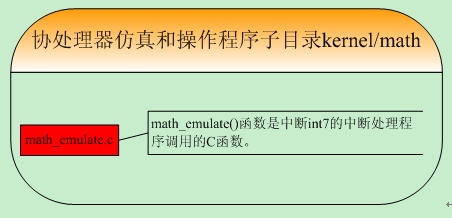 协处理器仿真和操作程序子目录kernel/math
math_emulate.c
math_emulate()函数是中断int7的中断处理程
序调用的C函数。